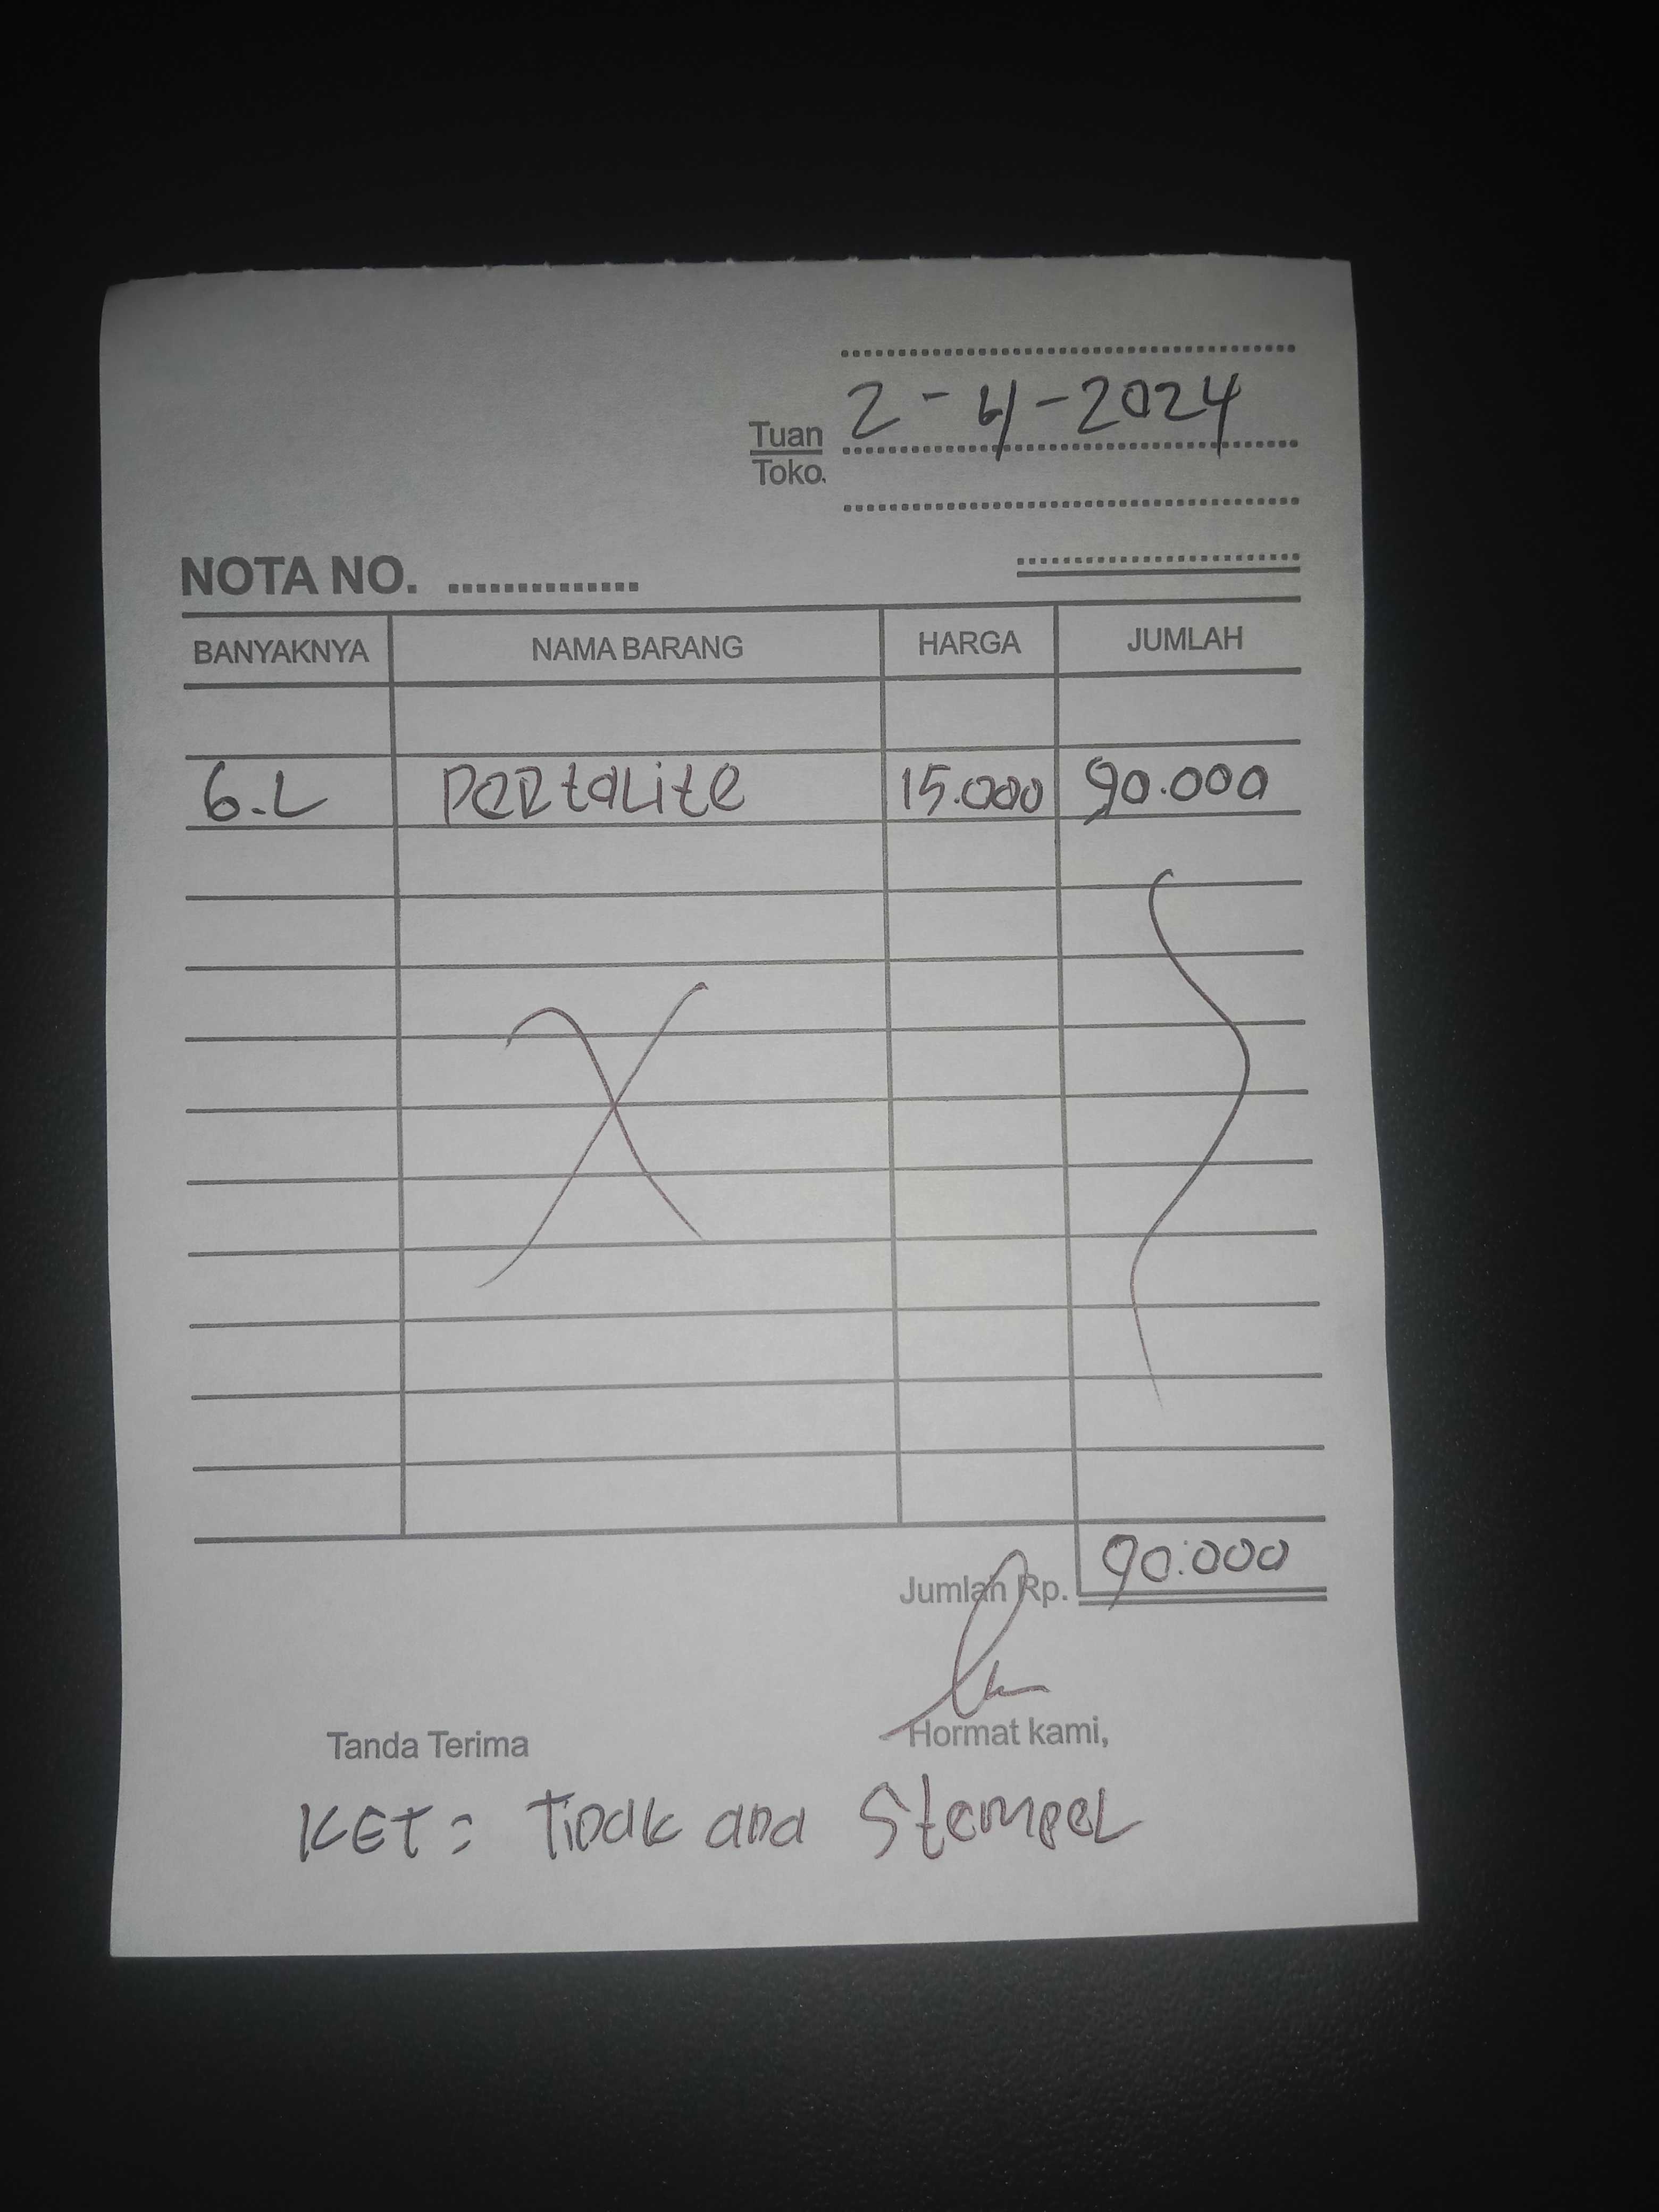 2-4-2024
Tuan
Toko.
NOTA NO. ..............
BANYAKNYA NAMA BARANG HARGA JUMLAH
6.L PERtALite 15.000 90.000
Jumlah Rp. 90.000
Tanda Terima Hormat kami,
KET = TiDak aDa StempeL